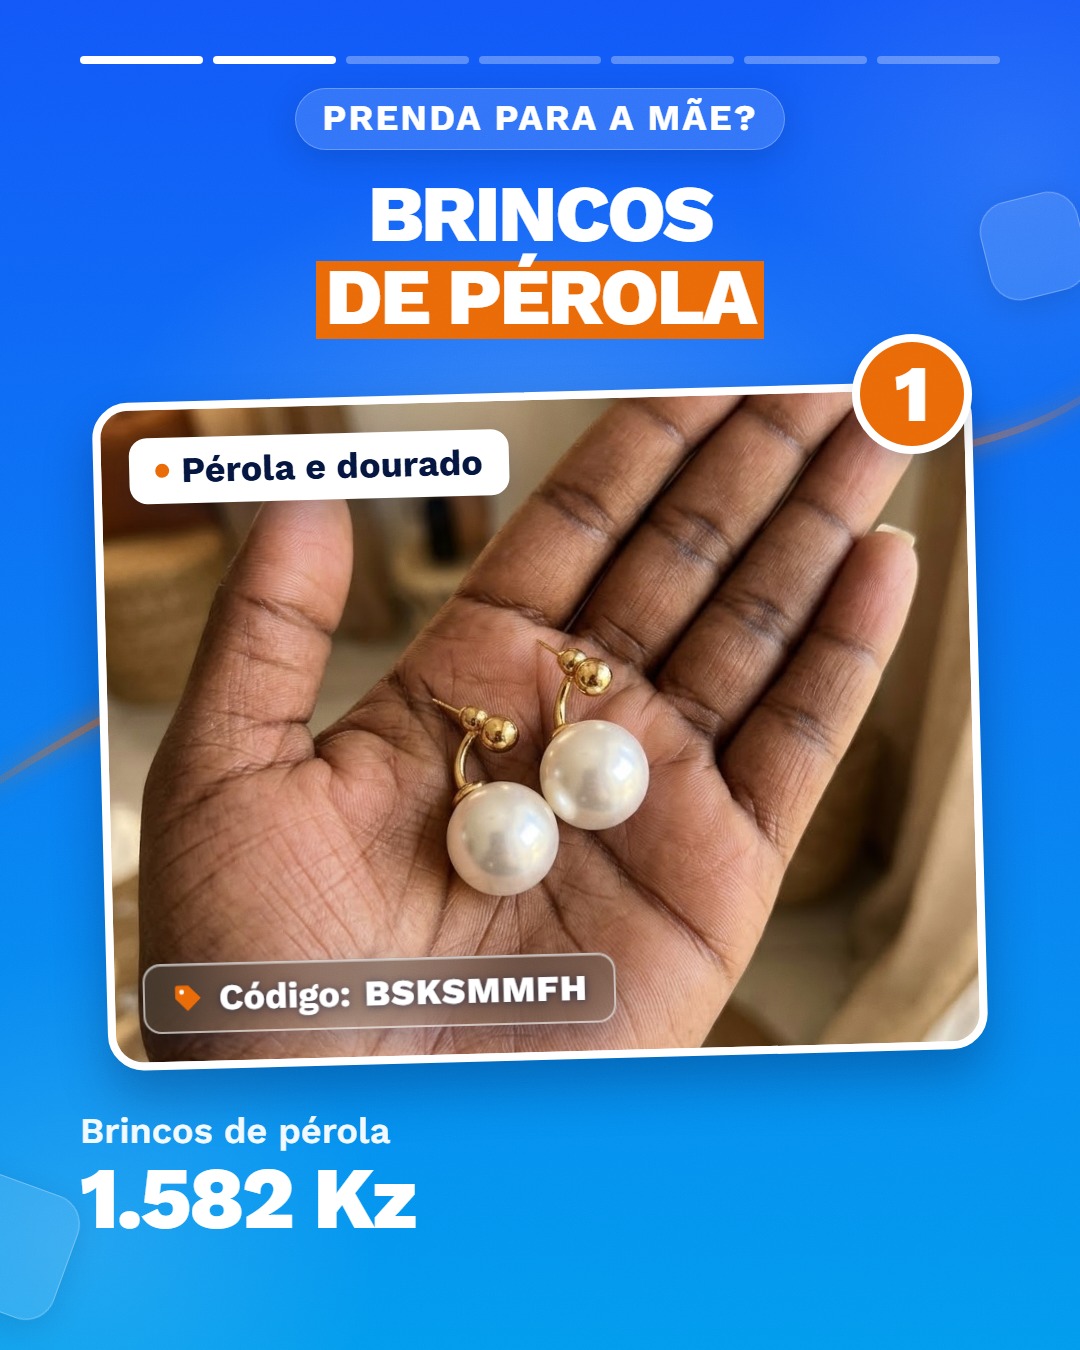 PRENDA PARA A MÃE?
BRINCOS
DE PÉROLA
1
Pérola e dourado
Código: BSKSMMFH
Brincos de pérola
1.582 Kz